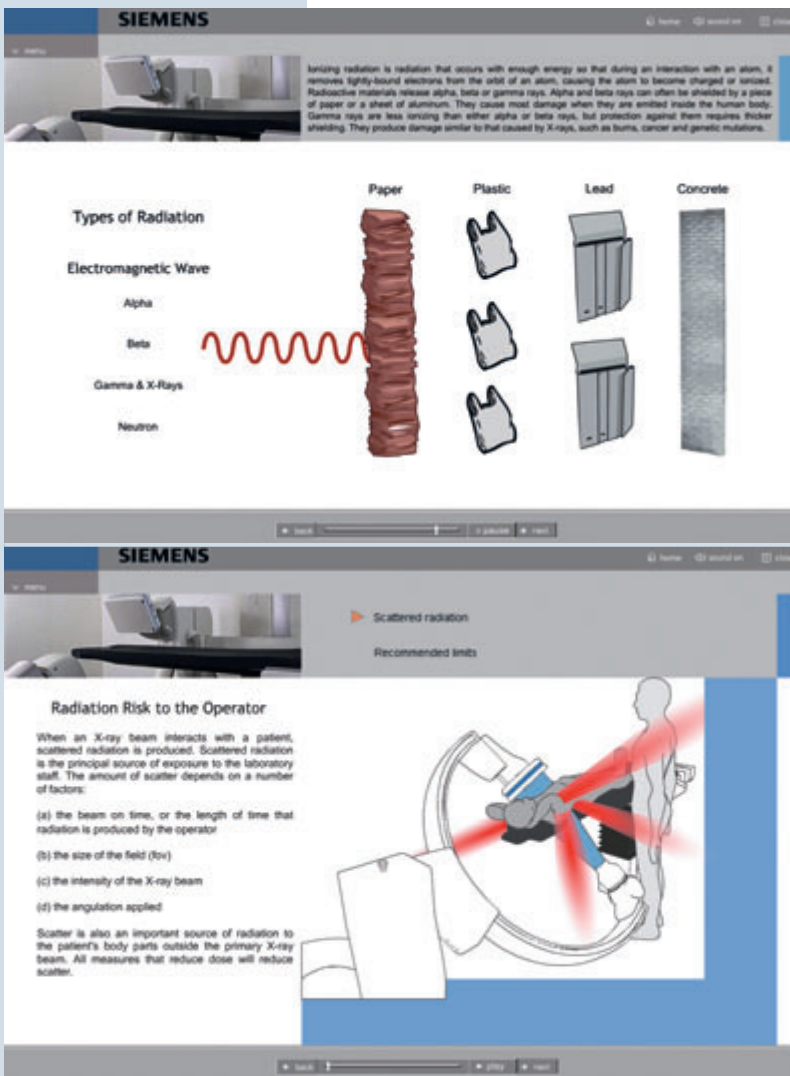 SIEMENS
home sound on close
menu
Ionizing radiation is radiation that occurs with enough energy so that during an interaction with an atom, it
removes tightly-bound electrons from the orbit of an atom, causing the atom to become charged or ionized.
Radioactive materials release alpha, beta or gamma rays. Alpha and beta rays can often be shielded by a piece
of paper or a sheet of aluminum. They cause most damage when they are emitted inside the human body.
Gamma rays are less ionizing than either alpha or beta rays, but protection against them requires thicker
shielding. They produce damage similar to that caused by X-rays, such as burns, cancer and genetic mutations.
Paper Plastic Lead Concrete
Types of Radiation
Electromagnetic Wave
Alpha
Beta
Gamma & X-Rays
Neutron
back pause next
SIEMENS
home sound on close
menu
Scattered radiation
Recommended limits
Radiation Risk to the Operator
When an X-ray beam interacts with a patient,
scattered radiation is produced. Scattered radiation
is the principal source of exposure to the laboratory
staff. The amount of scatter depends on a number
of factors:
(a) the beam on time, or the length of time that
radiation is produced by the operator
(b) the size of the field (fov)
(c) the intensity of the X-ray beam
(d) the angulation applied
Scatter is also an important source of radiation to
the patient's body parts outside the primary X-ray
beam. All measures that reduce dose will reduce
scatter.
back play next